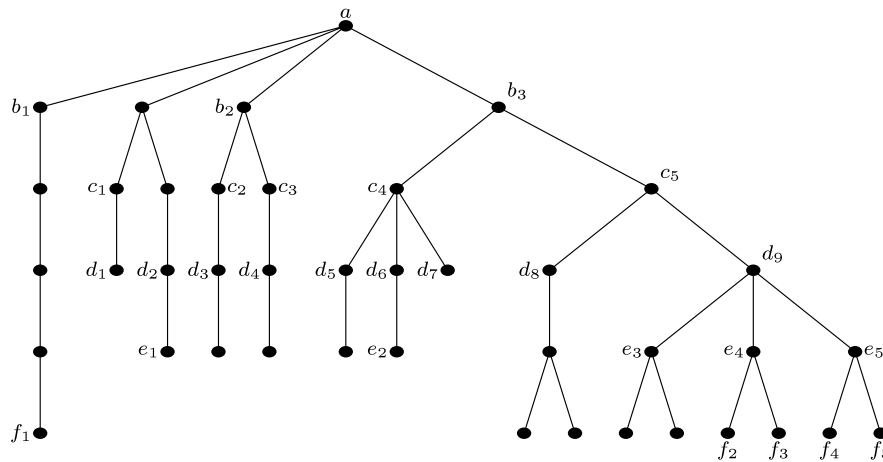 a
b₁ b₂ b₃
c₁ c₂ c₃ c₄ c₅
d₁ d₂ d₃ d₄ d₅ d₆ d₇ d₈ d₉
e₁ e₂ e₃ e₄ e₅
f₁
f₂ f₃ f₄